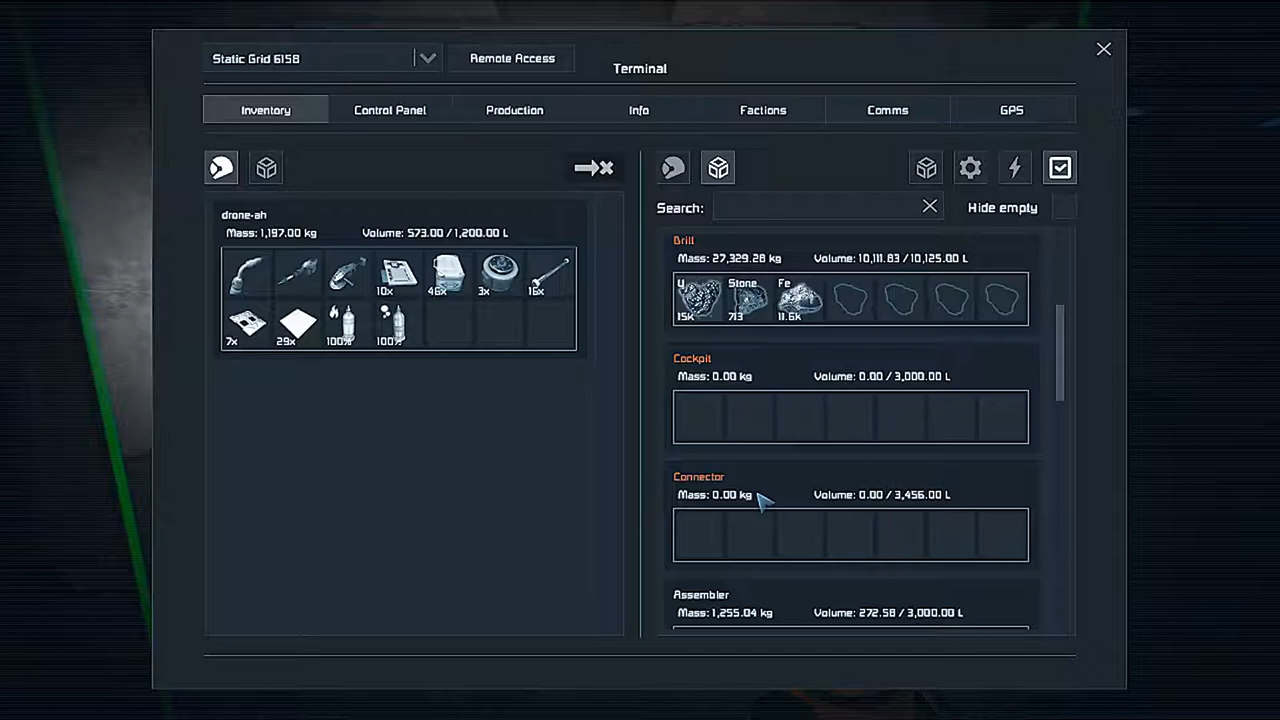 Static Grid 6158
Remote Access
Terminal
Inventory
Control Panel
Production
Info
Factions
Comms
GPS
drone-ah
Mass: 1,197.00 kg Volume: 573.00 / 1,200.00 L
10x 46x 3x 16x
7x 29x 100% 100%
Search:
Hide empty
Drill
Mass: 27,329.28 kg Volume: 10,111.83 / 10,125.00 L
U Stone Fe
15K 713 11.6K
Cockpit
Mass: 0.00 kg Volume: 0.00 / 3,000.00 L
Connector
Mass: 0.00 kg Volume: 0.00 / 3,456.00 L
Assembler
Mass: 1,255.04 kg Volume: 272.58 / 3,000.00 L